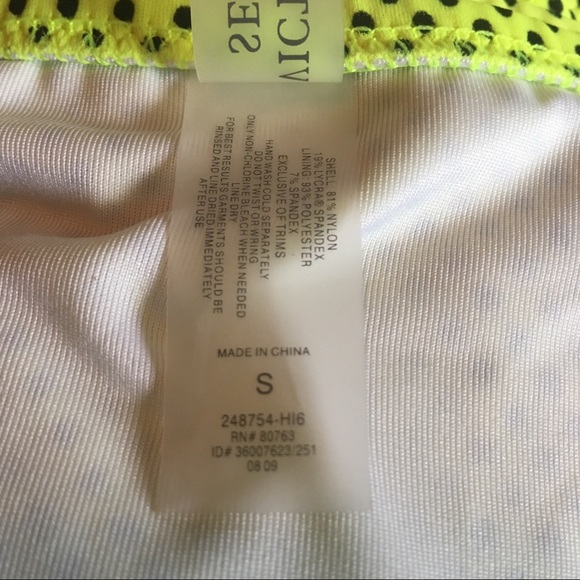 VICT
SE
SHELL: 81% NYLON
19% LYCRA® SPANDEX
LINING: 93% POLYESTER
7% SPANDEX
EXCLUSIVE OF TRIMS
HAND WASH COLD SEPARATELY
DO NOT TWIST OR WRING
ONLY NON-CHLORINE BLEACH WHEN NEEDED
LINE DRY
FOR BEST RESULTS GARMENTS SHOULD BE
RINSED AND LINE DRIED IMMEDIATELY
AFTER USE
MADE IN CHINA
S
248754-HI6
RN# 80763
ID# 36007623/251
08 09